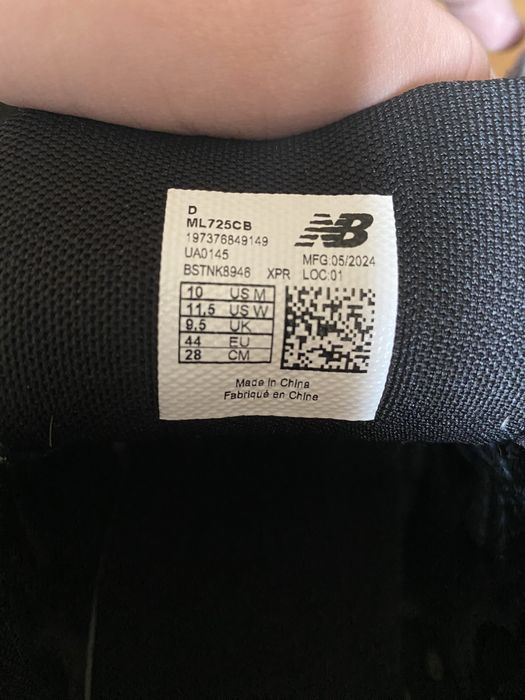 D
ML725CB
197376849149
UA0145
BSTNK8946 XPR
NB
MFG:05/2024
LOC:01
10 US M
11.5 US W
9.5 UK
44 EU
28 CM
Made in China
Fabriqué en Chine